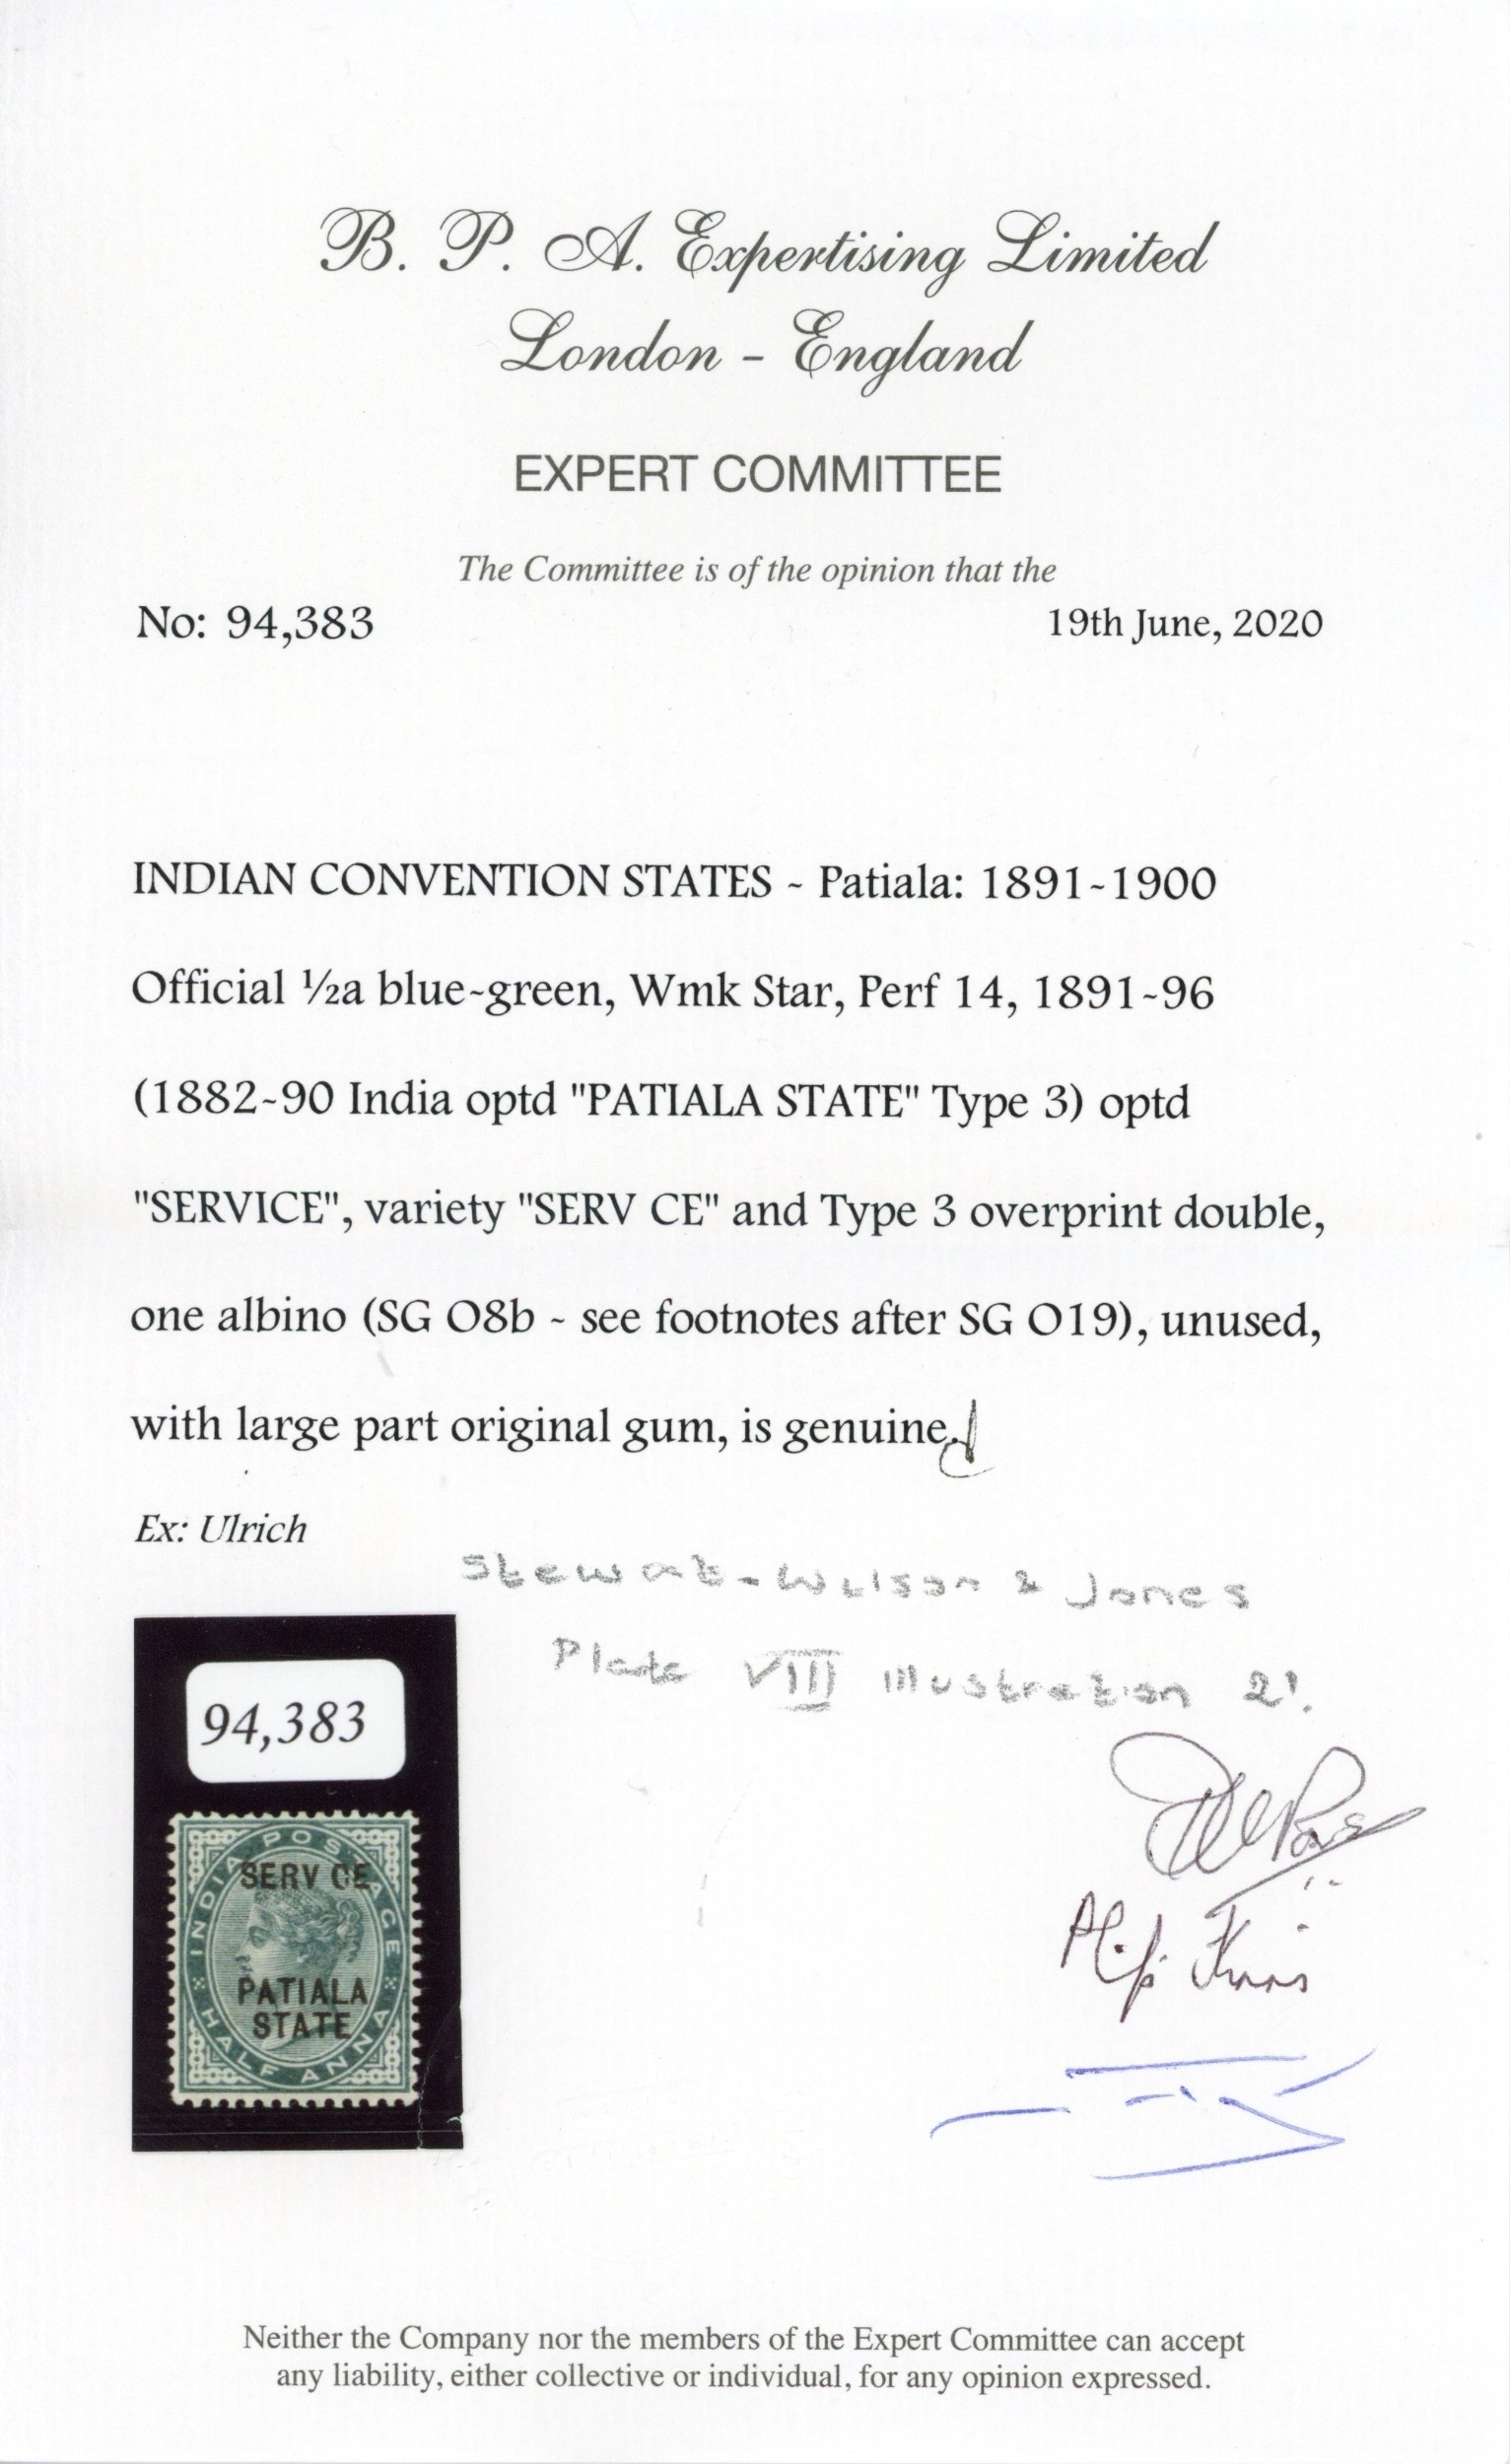 B. P. A. Expertising Limited
London - England
EXPERT COMMITTEE
The Committee is of the opinion that the
No: 94,383 19th June, 2020
INDIAN CONVENTION STATES - Patiala: 1891-1900
Official ½a blue-green, Wmk Star, Perf 14, 1891-96
(1882-90 India optd "PATIALA STATE" Type 3) optd
"SERVICE", variety "SERV CE" and Type 3 overprint double,
one albino (SG O8b - see footnotes after SG O19), unused,
with large part original gum, is genuine.
Ex: Ulrich
Stewart-Wilson & Jones
Plate VIII Illustration 21.
94,383
INDIA POSTAGE
SERV CE
PATIALA
STATE
HALF ANNA
Neither the Company nor the members of the Expert Committee can accept
any liability, either collective or individual, for any opinion expressed.